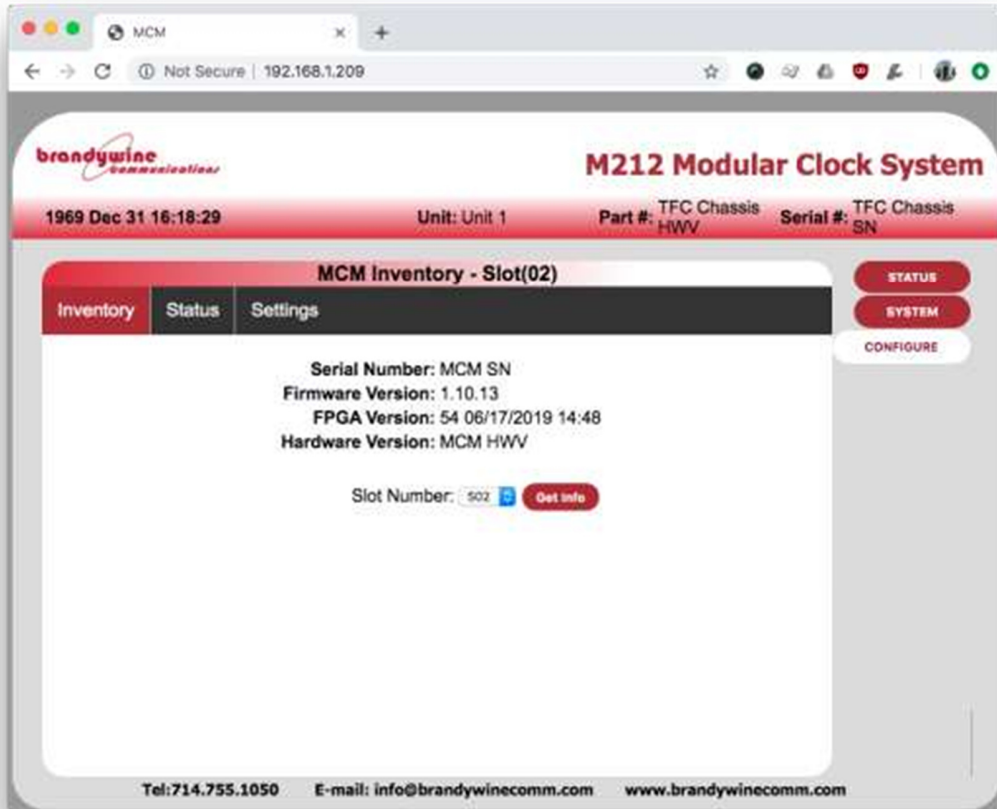 MCM
Not Secure | 192.168.1.209
brandywine
communications
M212 Modular Clock System
1969 Dec 31 16:18:29 Unit: Unit 1 Part #: TFC Chassis HWV Serial #: TFC Chassis SN
MCM Inventory - Slot(02)
STATUS
Inventory Status Settings
SYSTEM
CONFIGURE
Serial Number: MCM SN
Firmware Version: 1.10.13
FPGA Version: 54 06/17/2019 14:48
Hardware Version: MCM HWV
Slot Number: S02 Get Info
Tel:714.755.1050 E-mail: info@brandywinecomm.com www.brandywinecomm.com